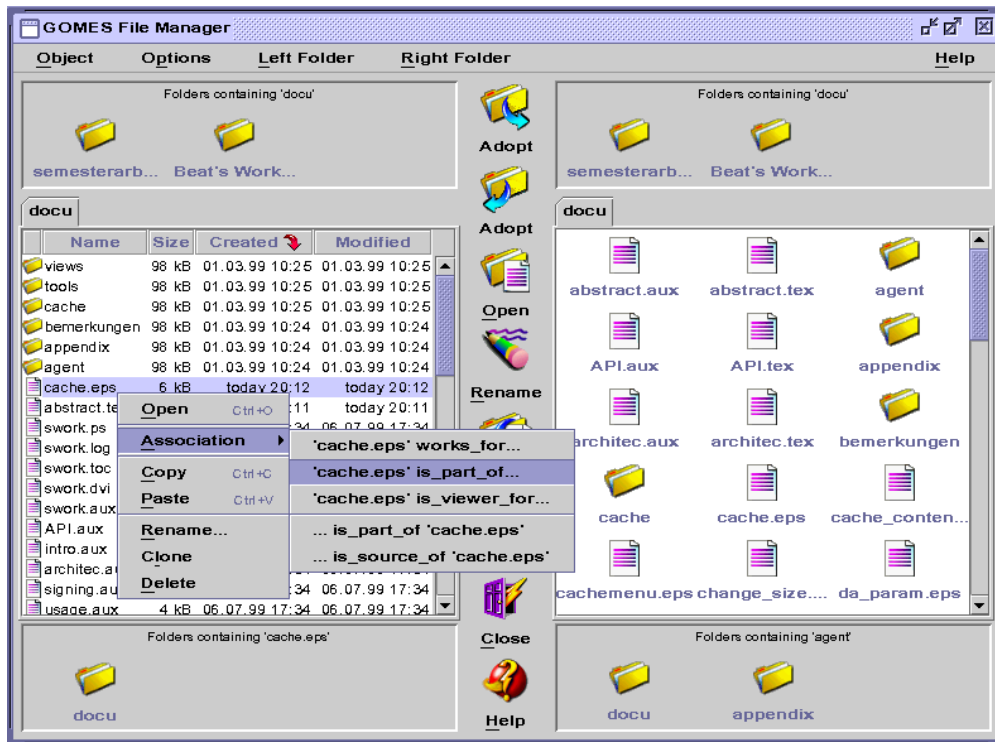 GOMES File Manager
Object Options Left Folder Right Folder Help
Folders containing 'docu'
semesterarb... Beat's Work...
docu
Name Size Created Modified
views 98 kB 01.03.99 10:25 01.03.99 10:25
tools 98 kB 01.03.99 10:25 01.03.99 10:25
cache 98 kB 01.03.99 10:25 01.03.99 10:25
bemerkungen 98 kB 01.03.99 10:24 01.03.99 10:24
appendix 98 kB 01.03.99 10:24 01.03.99 10:24
agent 98 kB 01.03.99 10:24 01.03.99 10:24
cache.eps 6 kB today 20:12 today 20:12
abstract.te :11 today 20:11
swork.ps :34 06.07.99 17:34
swork.log
swork.toc
swork.dvi
swork.aux
API.aux
intro.aux
architec.au
signing.au :34 06.07.99 17:34
usage.aux 4 kB 06.07.99 17:34 06.07.99 17:34
Open Ctrl+O
Association
Copy Ctrl+C
Paste Ctrl+V
Rename...
Clone
Delete
'cache.eps' works_for...
'cache.eps' is_part_of...
'cache.eps' is_viewer_for...
... is_part_of 'cache.eps'
... is_source_of 'cache.eps'
Folders containing 'cache.eps'
docu
Adopt
Adopt
Open
Rename
Close
Help
Folders containing 'docu'
semesterarb... Beat's Work...
docu
abstract.aux abstract.tex agent
API.aux API.tex appendix
architec.aux architec.tex bemerkungen
cache cache.eps cache_conten...
cachemenu.eps change_size.... da_param.eps
Folders containing 'agent'
docu appendix